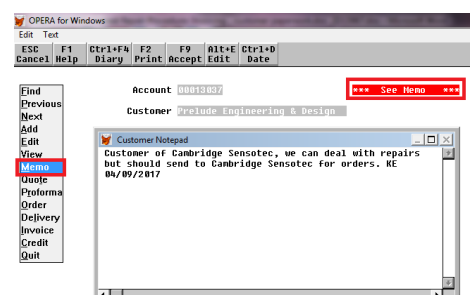 OPERA for Windows
Edit Text
ESC F1 Ctrl+F4 F2 F9 Alt+E Ctrl+D
Cancel Help Diary Print Accept Edit Date
Find
Previous
Next
Add
Edit
View
Memo
Quote
Proforma
Order
Delivery
Invoice
Credit
Quit
Account 00013037
*** See Memo ***
Customer Prelude Engineering & Design
Customer Notepad
Customer of Cambridge Sensotec, we can deal with repairs
but should send to Cambridge Sensotec for orders. KE
04/09/2017